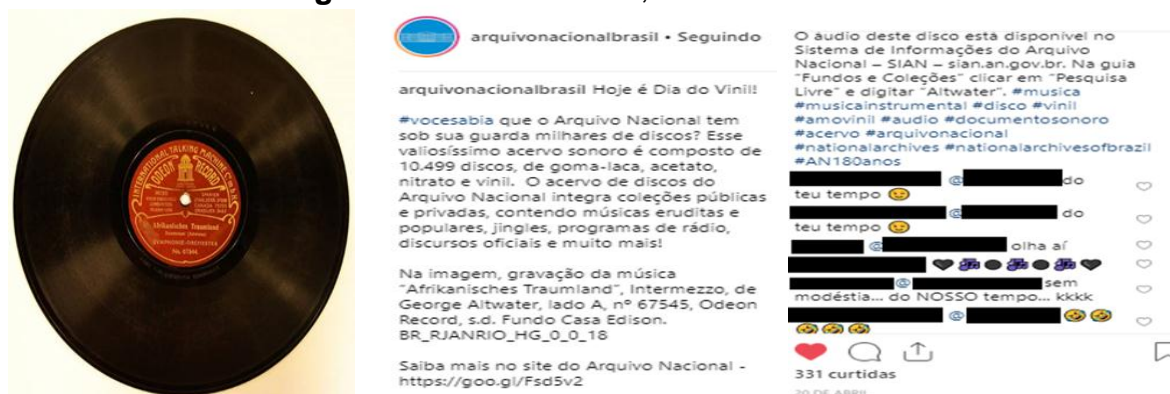 INTERNATIONAL TALKING MACHINE
ODEON RECORD
Afrikanisches Traumland
SYMPHONIE-ORCHESTER
arquivonacionalbrasil • Seguindo
arquivonacionalbrasil Hoje é Dia do Vinil!
#vocesabia que o Arquivo Nacional tem
sob sua guarda milhares de discos? Esse
valiosíssimo acervo sonoro é composto de
10.499 discos, de goma-laca, acetato,
nitrato e vinil. O acervo de discos do
Arquivo Nacional integra coleções públicas
e privadas, contendo músicas eruditas e
populares, jingles, programas de rádio,
discursos oficiais e muito mais!
Na imagem, gravação da música
"Afrikanisches Traumland", Intermezzo, de
George Altwater, lado A, nº 67545, Odeon
Record, s.d. Fundo Casa Edison.
BR_RJANRIO_HG_0_0_18
Saiba mais no site do Arquivo Nacional -
https://goo.gl/Fsd5v2
O áudio deste disco está disponível no
Sistema de Informações do Arquivo
Nacional – SIAN – sian.an.gov.br. Na guia
"Fundos e Coleções" clicar em "Pesquisa
Livre" e digitar "Altwater". #musica
#musicainstrumental #disco #vinil
#amovinil #audio #documentosonoro
#acervo #arquivonacional
#nationalarchives #nationalarchivesofbrazil
#AN180anos
@ do
teu tempo 😉
@ do
teu tempo 😉
@ olha aí
🖤🎶⚫🎶⚫🎶🖤
@ sem
modéstia... do NOSSO tempo... kkkk
@ 🤣🤣
🤣🤣🤣
331 curtidas